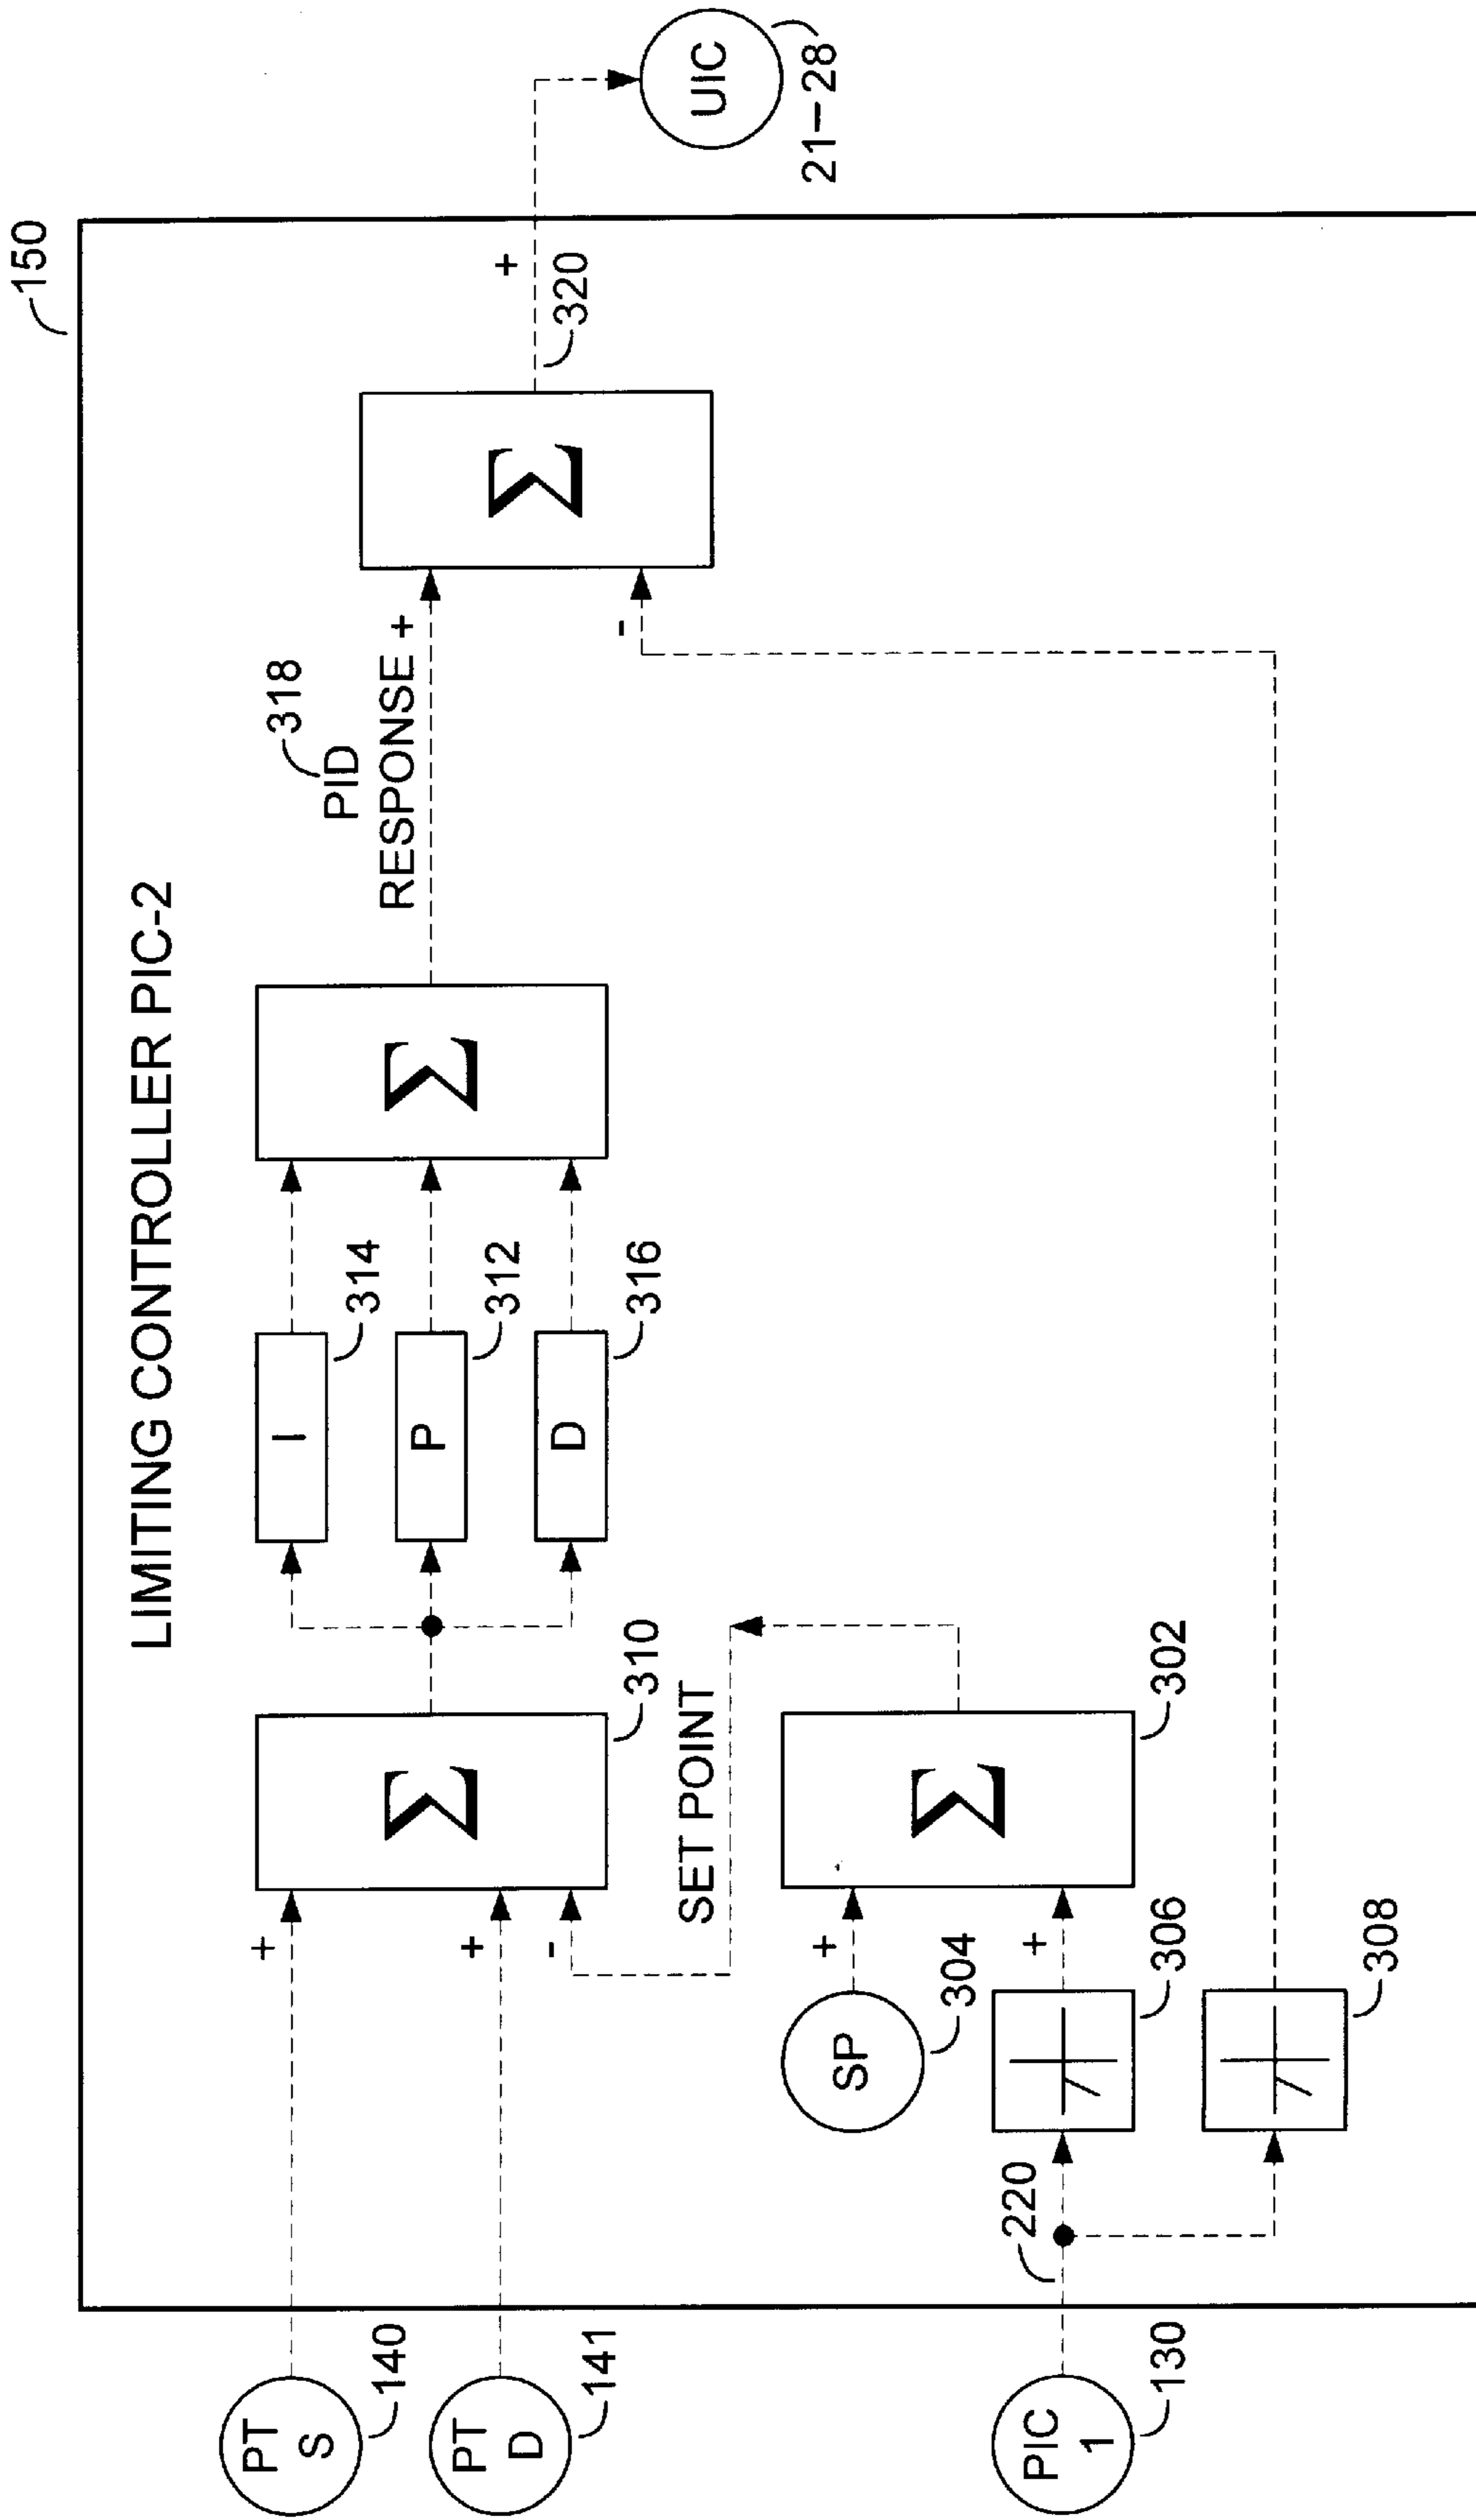 LIMITING CONTROLLER PIC-2
150
PT
S
140
+
PT
D
141
+
-
Σ
310
I
314
P
312
D
316
Σ
318
PID
RESPONSE +
-
Σ
320
+
UIC
21-28
SET POINT
SP
304
+
Σ
302
PIC
1
130
220
306
+
308